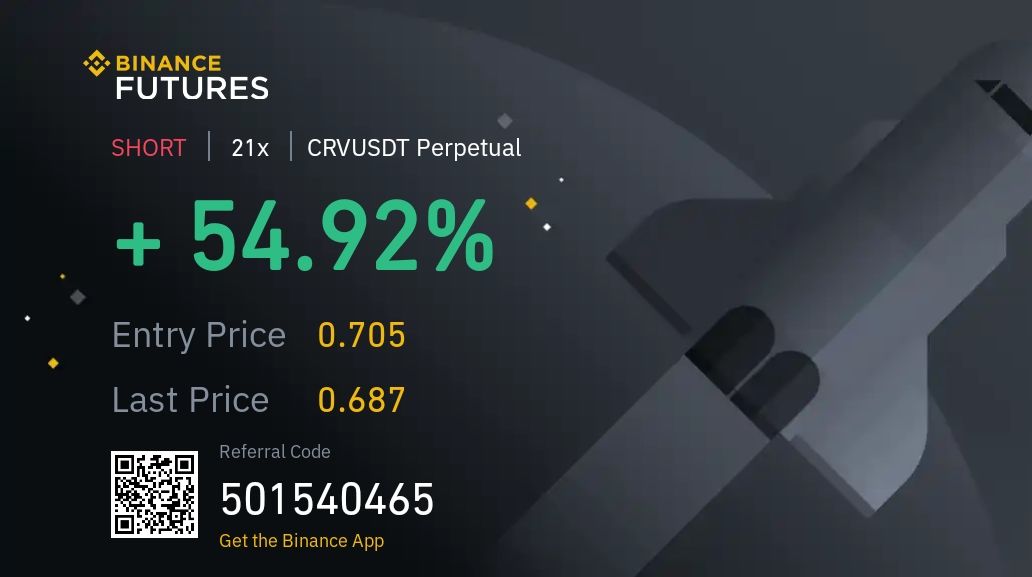 BINANCE
FUTURES
SHORT | 21x | CRVUSDT Perpetual
+ 54.92%
Entry Price 0.705
Last Price 0.687
Referral Code
501540465
Get the Binance App